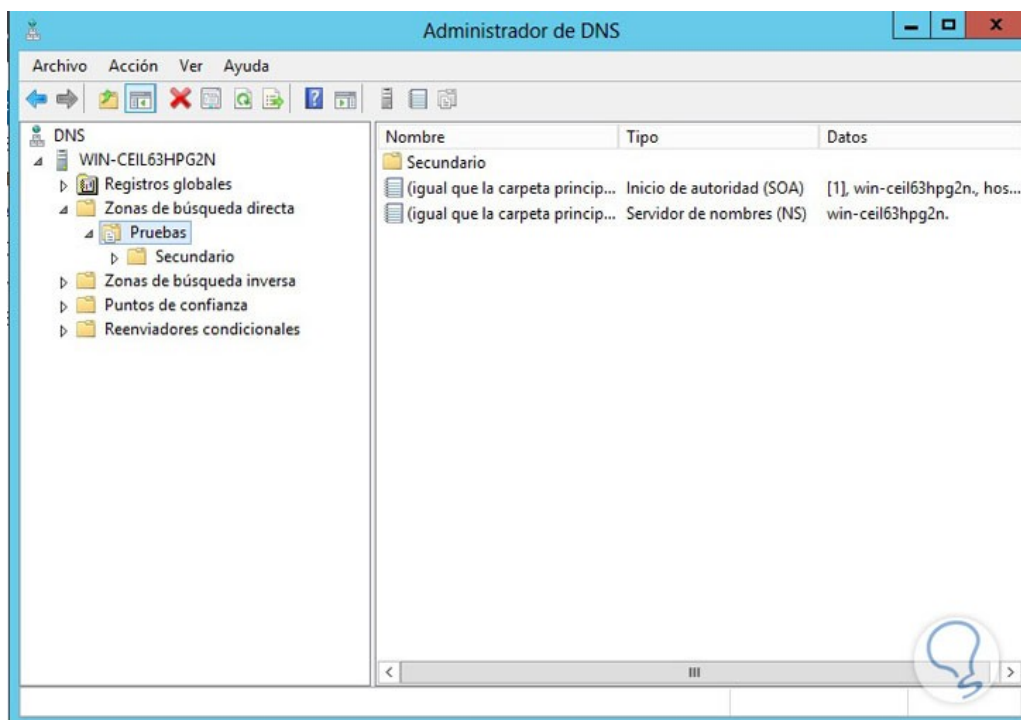 Administrador de DNS
Archivo Acción Ver Ayuda
DNS
WIN-CEIL63HPG2N
Registros globales
Zonas de búsqueda directa
Pruebas
Secundario
Zonas de búsqueda inversa
Puntos de confianza
Reenviadores condicionales
Nombre Tipo Datos
Secundario
(igual que la carpeta princip... Inicio de autoridad (SOA) [1], win-ceil63hpg2n., hos...
(igual que la carpeta princip... Servidor de nombres (NS) win-ceil63hpg2n.